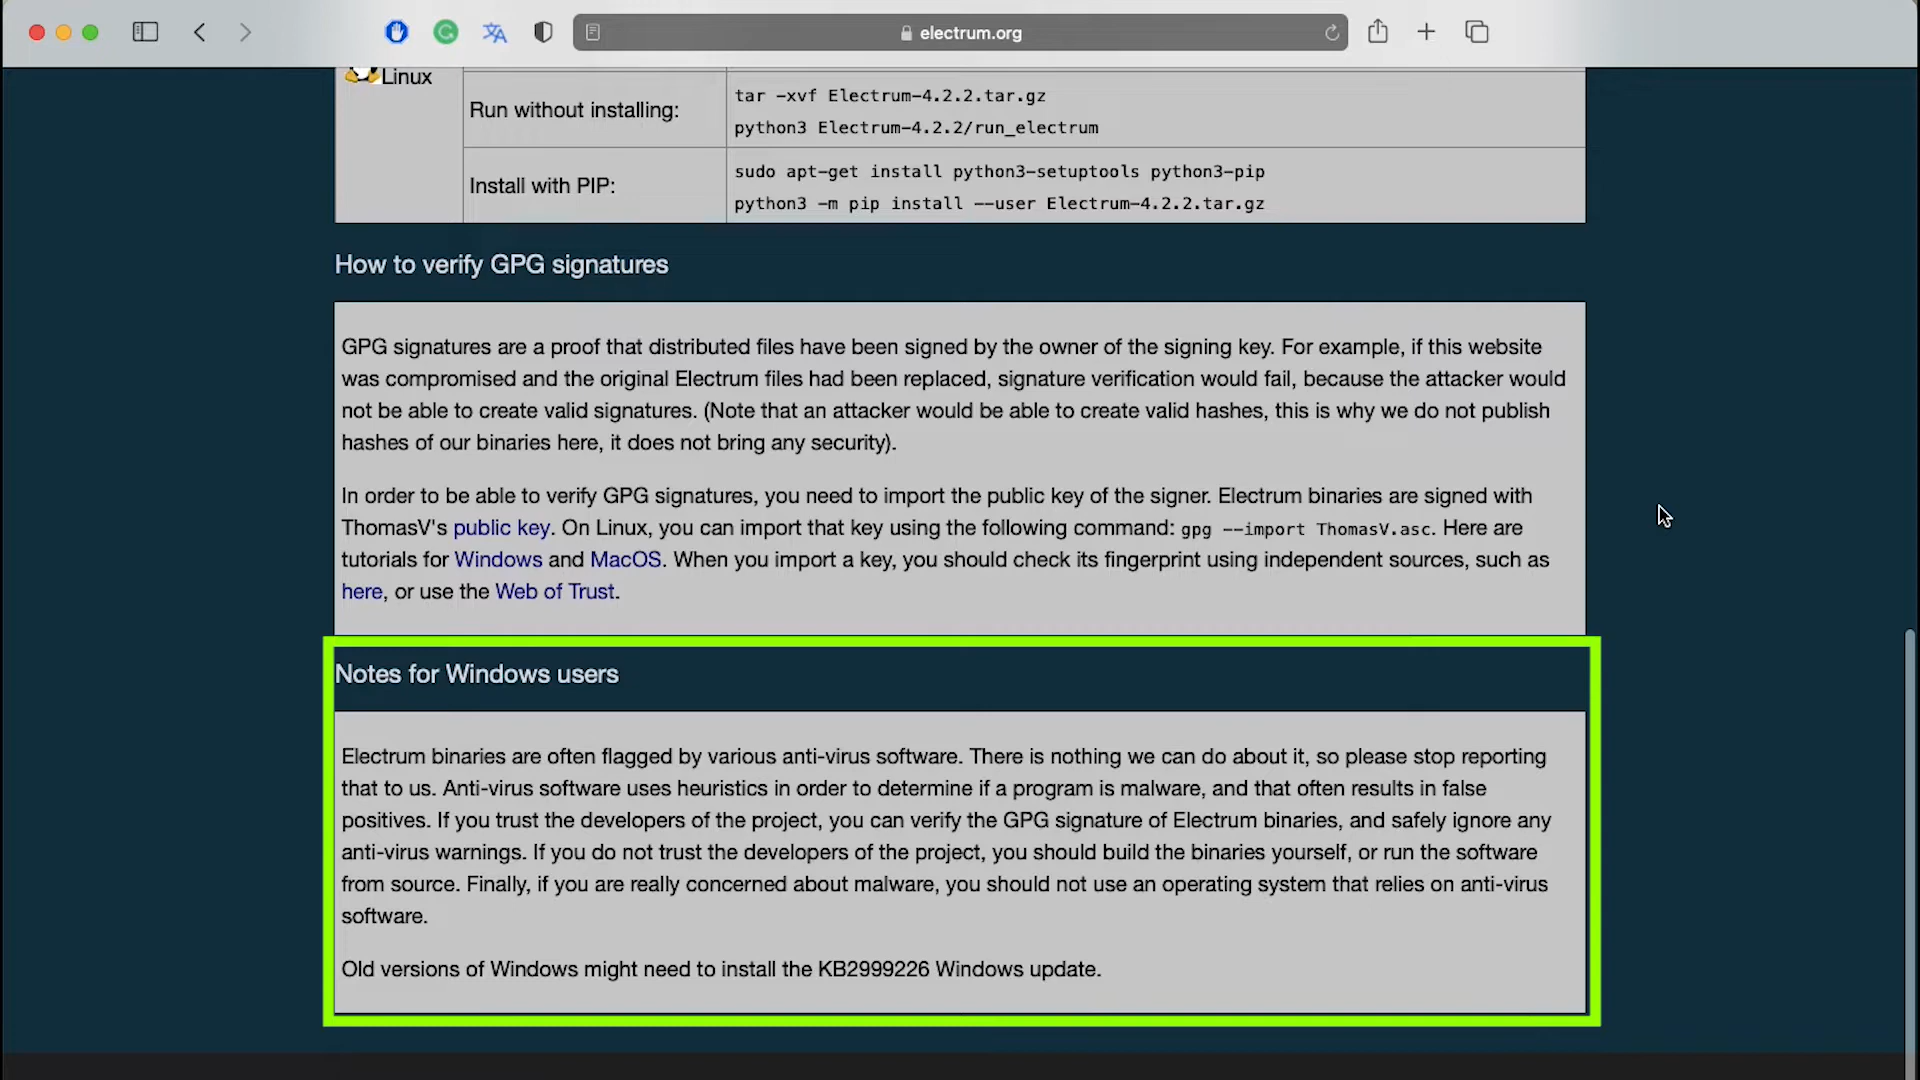 electrum.org
Linux
Run without installing:
tar -xvf Electrum-4.2.2.tar.gz
python3 Electrum-4.2.2/run_electrum
Install with PIP:
sudo apt-get install python3-setuptools python3-pip
python3 -m pip install --user Electrum-4.2.2.tar.gz
How to verify GPG signatures
GPG signatures are a proof that distributed files have been signed by the owner of the signing key. For example, if this website
was compromised and the original Electrum files had been replaced, signature verification would fail, because the attacker would
not be able to create valid signatures. (Note that an attacker would be able to create valid hashes, this is why we do not publish
hashes of our binaries here, it does not bring any security).
In order to be able to verify GPG signatures, you need to import the public key of the signer. Electrum binaries are signed with
ThomasV's public key. On Linux, you can import that key using the following command: gpg --import ThomasV.asc. Here are
tutorials for Windows and MacOS. When you import a key, you should check its fingerprint using independent sources, such as
here, or use the Web of Trust.
Notes for Windows users
Electrum binaries are often flagged by various anti-virus software. There is nothing we can do about it, so please stop reporting
that to us. Anti-virus software uses heuristics in order to determine if a program is malware, and that often results in false
positives. If you trust the developers of the project, you can verify the GPG signature of Electrum binaries, and safely ignore any
anti-virus warnings. If you do not trust the developers of the project, you should build the binaries yourself, or run the software
from source. Finally, if you are really concerned about malware, you should not use an operating system that relies on anti-virus
software.
Old versions of Windows might need to install the KB2999226 Windows update.